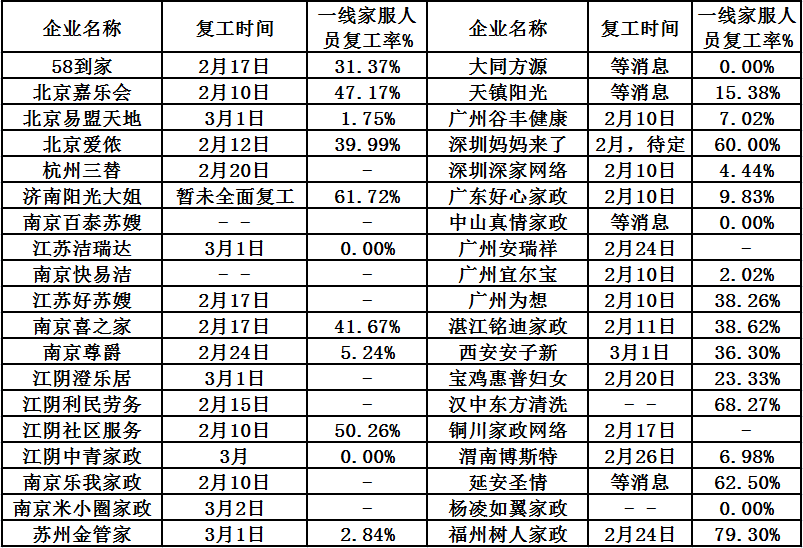 企业名称 复工时间 一线家服人员复工率% 企业名称 复工时间 一线家服人员复工率%
58到家 2月17日 31.37% 大同方源 等消息 0.00%
北京嘉乐会 2月10日 47.17% 天镇阳光 等消息 15.38%
北京易盟天地 3月1日 1.75% 广州谷丰健康 2月10日 7.02%
北京爱侬 2月12日 39.99% 深圳妈妈来了 2月，待定 60.00%
杭州三替 2月20日 - 深圳深家网络 2月10日 4.44%
济南阳光大姐 暂未全面复工 61.72% 广东好心家政 2月10日 9.83%
南京百泰苏嫂 - - - 中山真情家政 等消息 0.00%
江苏洁瑞达 3月1日 0.00% 广州安瑞祥 2月24日 -
南京快易洁 - - - 广州宜尔宝 2月10日 2.02%
江苏好苏嫂 2月17日 - 广州为想 2月10日 38.26%
南京喜之家 2月17日 41.67% 湛江铭迪家政 2月11日 38.62%
南京尊爵 2月24日 5.24% 西安安子新 3月1日 36.30%
江阴澄乐居 3月1日 - 宝鸡惠普妇女 2月20日 23.33%
江阴利民劳务 2月15日 - 汉中东方清洗 - - 68.27%
江阴社区服务 2月10日 50.26% 铜川家政网络 2月17日 -
江阴中青家政 3月 0.00% 渭南博斯特 2月26日 6.98%
南京乐我家政 2月10日 - 延安圣情 等消息 62.50%
南京米小圈家政 3月2日 - 杨凌如翼家政 - - 0.00%
苏州金管家 3月1日 2.84% 福州树人家政 2月24日 79.30%